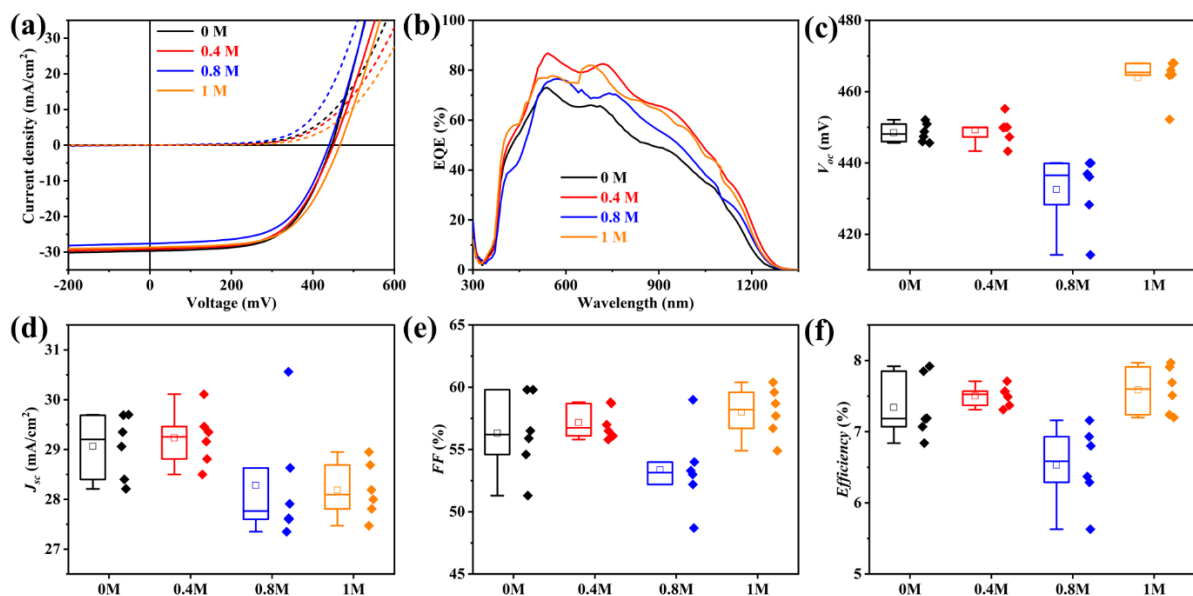 (a)
Current density (mA/cm²)
30
20
10
0
-10
-20
-30
0 M
0.4 M
0.8 M
1 M
-200 0 200 400 600
Voltage (mV)
(b)
EQE (%)
100
80
60
40
20
0
0 M
0.4 M
0.8 M
1 M
300 600 900 1200
Wavelength (nm)
(c)
Voc (mV)
480
460
440
420
0M 0.4M 0.8M 1M
(d)
Jsc (mA/cm²)
31
30
29
28
27
26
0M 0.4M 0.8M 1M
(e)
FF (%)
65
60
55
50
45
0M 0.4M 0.8M 1M
(f)
Efficiency (%)
8
7
6
5
0M 0.4M 0.8M 1M